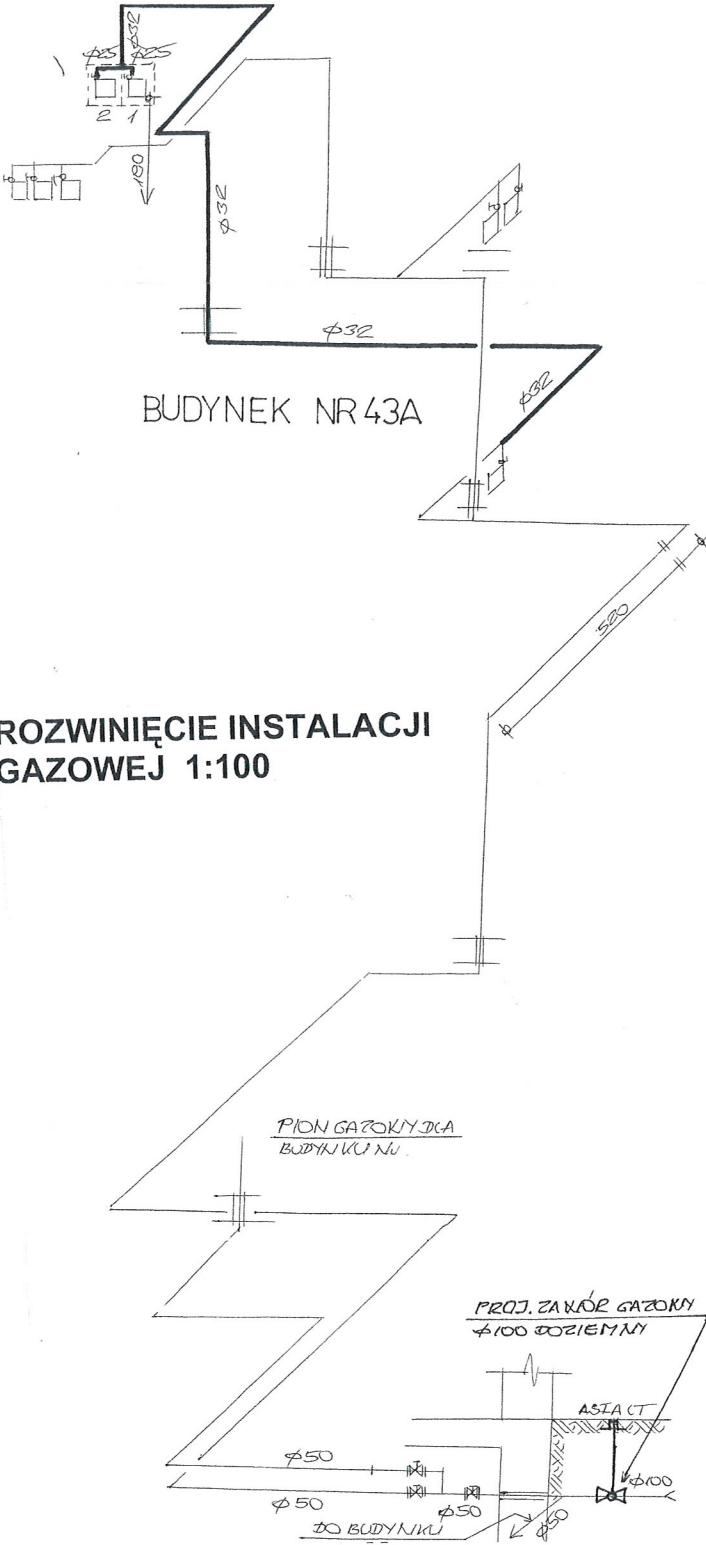 φ32
φ25 φ25
2 1
180
φ32
φ32
φ32
BUDYNEK NR 43A
520
ROZWINIĘCIE INSTALACJI
GAZOWEJ 1:100
PION GAZOWY DLA
BUDYNKU NN.
PROJ. ZAWÓR GAZOWY
φ100 DOZIEMNY
ASFALT
φ50
φ100
φ50
φ50
φ50
DO BUDYNKU